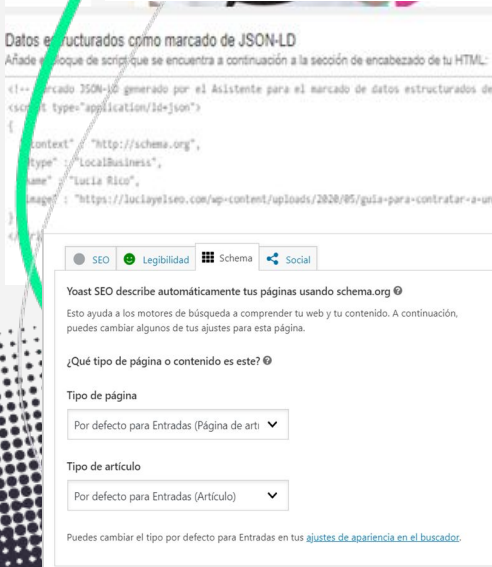 Datos estructurados como marcado de JSON-LD
Añade el bloque de script que se encuentra a continuación a la sección de encabezado de tu HTML:
generado por el Asistente para el marcado de datos estructurados de
type="application/ld+json">
{
context" : "http://schema.org",
type" : "LocalBusiness",
name" : "Lucia Rico",
image" : "https://luciayelseo.com/wp-content/uploads/2020/05/guia-para-contratar-a-un
}
SEO
Legibilidad
Schema
Social
Yoast SEO describe automáticamente tus páginas usando schema.org
Esto ayuda a los motores de búsqueda a comprender tu web y tu contenido. A continuación,
puedes cambiar algunos de tus ajustes para esta página.
¿Qué tipo de página o contenido es este?
Tipo de página
Por defecto para Entradas (Página de artí
Tipo de artículo
Por defecto para Entradas (Artículo)
Puedes cambiar el tipo por defecto para Entradas en tus ajustes de apariencia en el buscador.